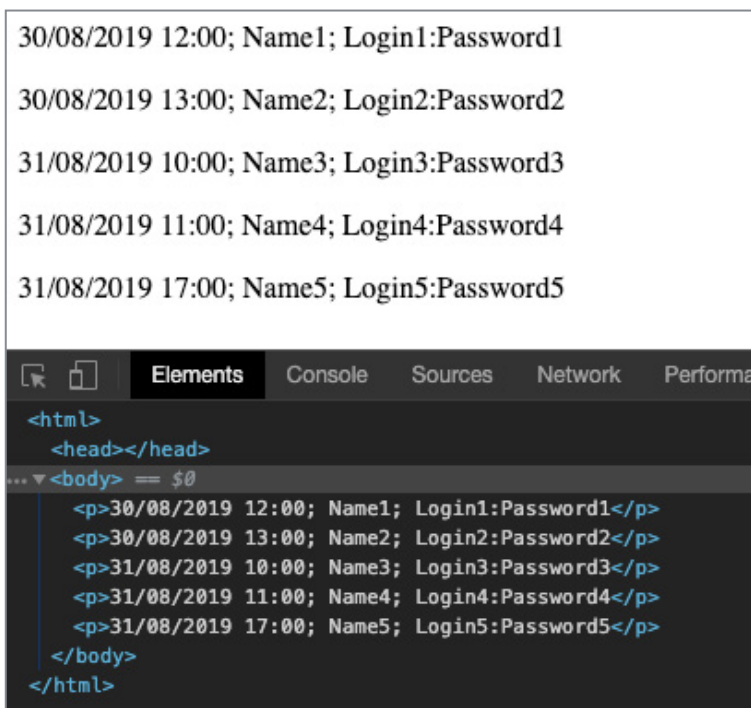 30/08/2019 12:00; Name1; Login1:Password1
30/08/2019 13:00; Name2; Login2:Password2
31/08/2019 10:00; Name3; Login3:Password3
31/08/2019 11:00; Name4; Login4:Password4
31/08/2019 17:00; Name5; Login5:Password5
Elements Console Sources Network Performa
<html>
<head></head>
... ▼<body> == $0
<p>30/08/2019 12:00; Name1; Login1:Password1</p>
<p>30/08/2019 13:00; Name2; Login2:Password2</p>
<p>31/08/2019 10:00; Name3; Login3:Password3</p>
<p>31/08/2019 11:00; Name4; Login4:Password4</p>
<p>31/08/2019 17:00; Name5; Login5:Password5</p>
</body>
</html>